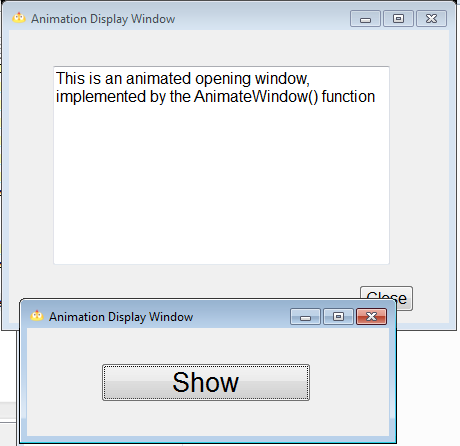 Animation Display Window
This is an animated opening window,
implemented by the AnimateWindow() function
Close
Animation Display Window
Show